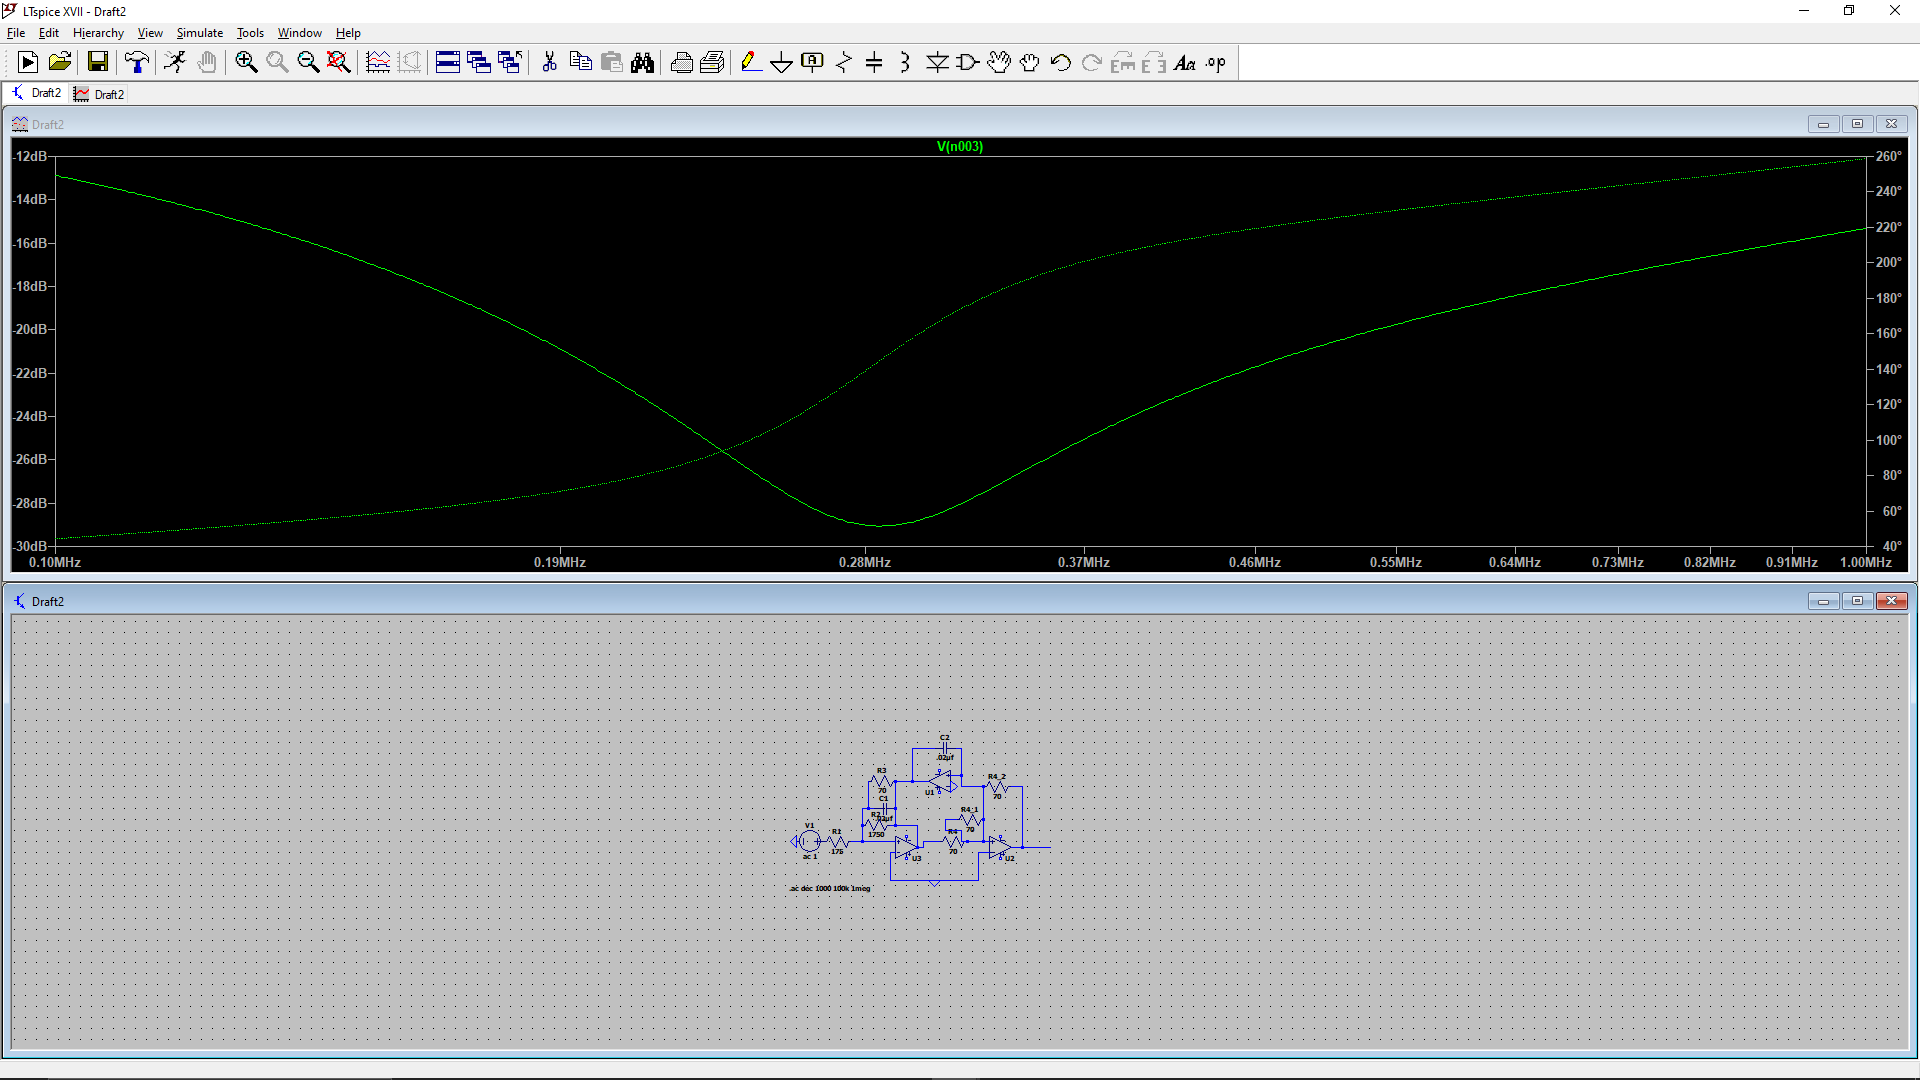 LTspice XVII - Draft2
File Edit Hierarchy View Simulate Tools Window Help
A Aa .op
Draft2 Draft2
Draft2
V(n003)
-12dB 260°
-14dB 240°
-16dB 220°
-18dB 200°
-20dB 180°
-22dB 160°
-24dB 140°
-26dB 120°
-28dB 100°
-30dB 80°
60°
40°
0.10MHz 0.19MHz 0.28MHz 0.37MHz 0.46MHz 0.55MHz 0.64MHz 0.73MHz 0.82MHz 0.91MHz 1.00MHz
Draft2
C2
.02µf
R3
70
U1
R4_2
70
C1
R2
1750
R4_1
70
V1
ac 1
R1
175
U3
R4
70
U2
.ac dec 1000 100k 1meg